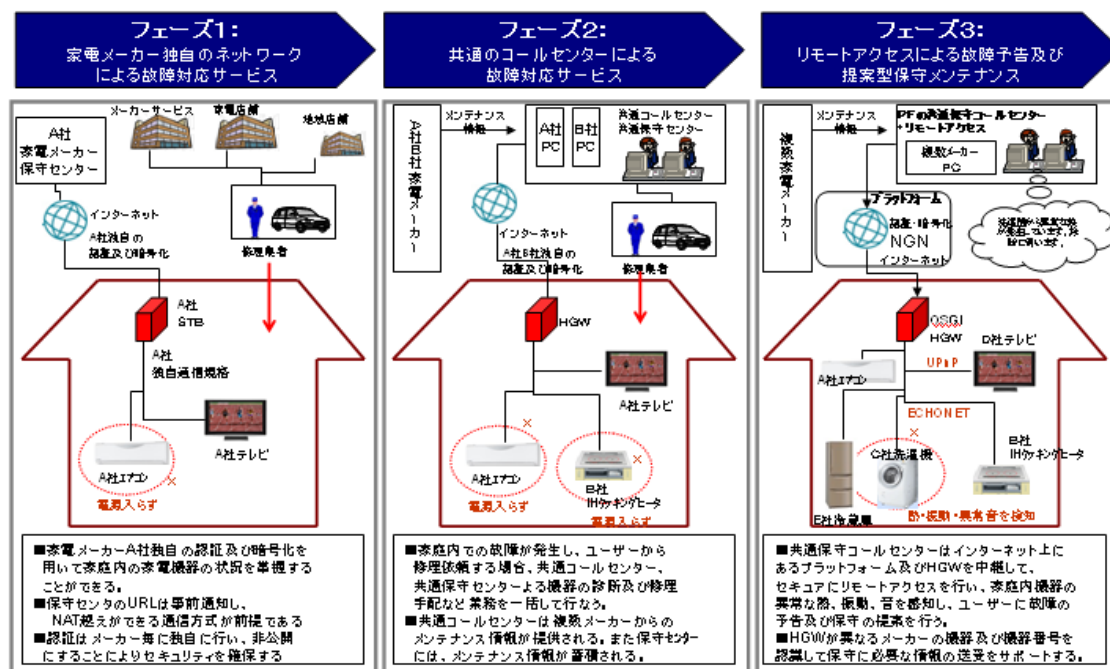 フェーズ1:
家電メーカー独自のネットワーク
による故障対応サービス
メーカーサービス
家電店舗
地域店舗
A社
家電メーカー
保守センター
インターネット
A社独自の
認証及び暗号化
修理業者
A社
STB
A社
独自通信規格
A社テレビ
A社エアコン
×
電源入らず
■家電メーカーA社独自の認証及び暗号化を
用いて家庭内の家電機器の状況を掌握する
ことができる。
■保守センタのURLは事前通知し、
NAT越えができる通信方式が前提である
■認証はメーカー毎に独自に行い、非公開
にすることによりセキュリティを確保する
フェーズ2:
共通のコールセンターによる
故障対応サービス
A社B社家電メーカー
メンテナンス
情報
A社
PC
B社
PC
共通コールセンター
共通保守センター
インターネット
A社B社独自の
認証及び暗号化
修理業者
HGW
A社テレビ
×
A社エアコン
電源入らず
×
B社
IHクッキングヒータ
電源入らず
■家庭内での故障が発生し、ユーザーから
修理依頼する場合、共通コールセンター、
共通保守センターよる機器の診断及び修理
手配など業務を一括して行なう。
■共通コールセンターは複数メーカーからの
メンテナンス情報が提供される。また保守センター
には、メンテナンス情報が蓄積される。
フェーズ3:
リモートアクセスによる故障予告及び
提案型保守メンテナンス
複数家電メーカー
メンテナンス
情報
PFの共通保守コールセンター
+リモートアクセス
複数メーカー
PC
プラットフォーム
認証・暗号化
NGN
インターネット
OSGi
HGW
D社テレビ
UPnP
A社エアコン
ECHONET
×
C社洗濯機
B社
IHクッキングヒータ
E社冷蔵庫
熱・振動・異常音を検知
■共通保守コールセンターはインターネット上に
あるプラットフォーム及びHGWを中継して、
セキュアにリモートアクセスを行い、家庭内機器の
異常な熱、振動、音を感知し、ユーザーに故障の
予告及び保守の提案を行う。
■HGWが異なるメーカーの機器及び機器番号を
認識して保守に必要な情報の送受をサポートする。